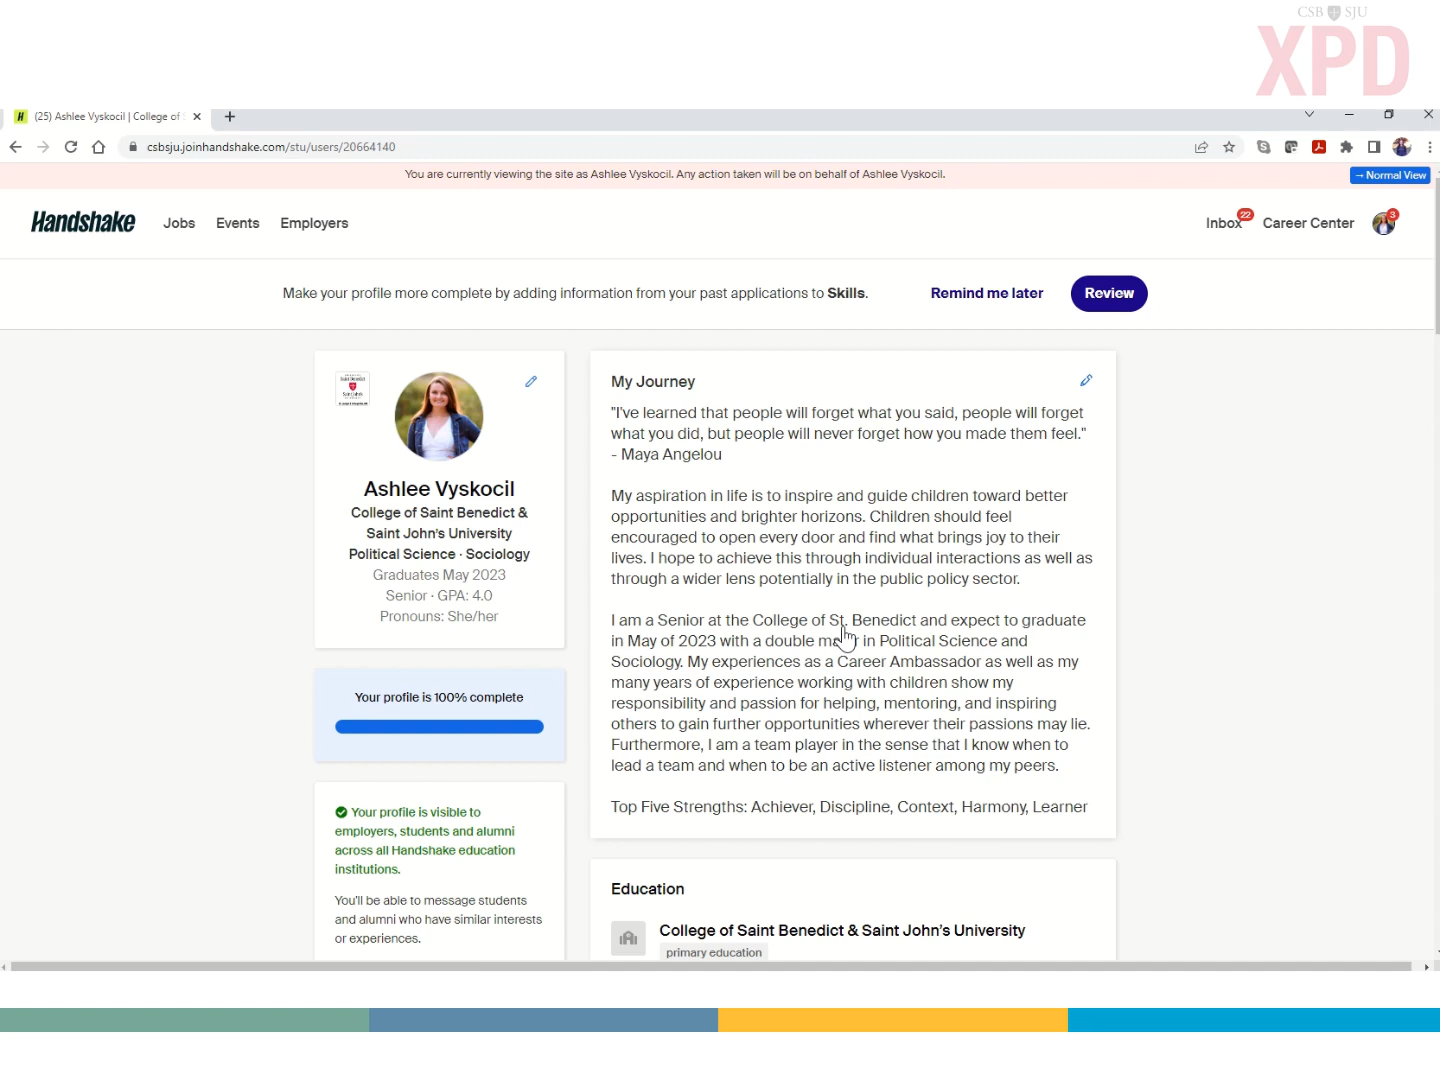 CSB SJU
XPD
(25) Ashlee Vyskocil | College of
csbsju.joinhandshake.com/stu/users/20664140
You are currently viewing the site as Ashlee Vyskocil. Any action taken will be on behalf of Ashlee Vyskocil.
→ Normal View
Handshake
Jobs
Events
Employers
Inbox
22
Career Center
3
Make your profile more complete by adding information from your past applications to Skills.
Remind me later
Review
Ashlee Vyskocil
College of Saint Benedict &
Saint John's University
Political Science · Sociology
Graduates May 2023
Senior · GPA: 4.0
Pronouns: She/her
Your profile is 100% complete
Your profile is visible to
employers, students and alumni
across all Handshake education
institutions.
You'll be able to message students
and alumni who have similar interests
or experiences.
My Journey
"I've learned that people will forget what you said, people will forget
what you did, but people will never forget how you made them feel."
- Maya Angelou
My aspiration in life is to inspire and guide children toward better
opportunities and brighter horizons. Children should feel
encouraged to open every door and find what brings joy to their
lives. I hope to achieve this through individual interactions as well as
through a wider lens potentially in the public policy sector.
I am a Senior at the College of St. Benedict and expect to graduate
in May of 2023 with a double major in Political Science and
Sociology. My experiences as a Career Ambassador as well as my
many years of experience working with children show my
responsibility and passion for helping, mentoring, and inspiring
others to gain further opportunities wherever their passions may lie.
Furthermore, I am a team player in the sense that I know when to
lead a team and when to be an active listener among my peers.
Top Five Strengths: Achiever, Discipline, Context, Harmony, Learner
Education
College of Saint Benedict & Saint John's University
primary education